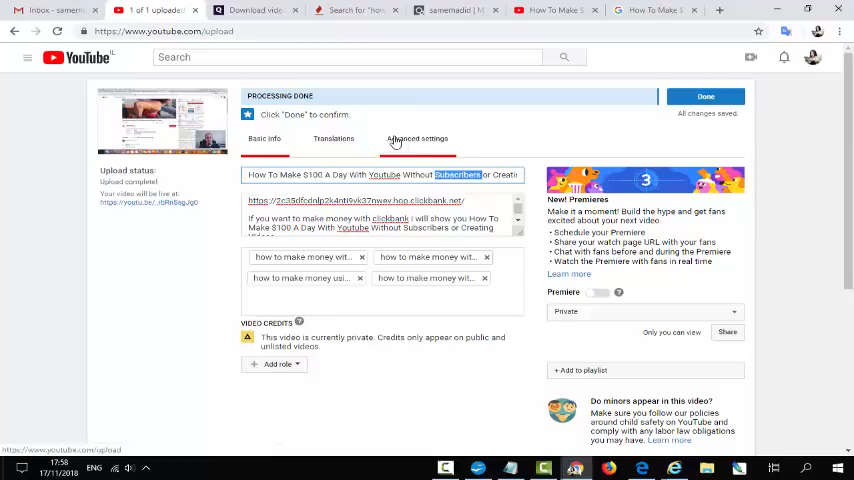 Inbox - samerna
1 of 1 uploaded
Download vide
Search for "how
samernadid | M
How To Make $
How To Make $
https://www.youtube.com/upload
YouTube IL
Search
PROCESSING DONE
Click "Done" to confirm.
Done
All changes saved.
Basic info
Translations
Advanced settings
Upload status:
Upload complete!
Your video will be live at:
How To Make $100 A Day With Youtube Without Subscribers or Creatin
If you want to make money with clickbank i will show you How To
Make $100 A Day With Youtube Without Subscribers or Creating
how to make money wit...
how to make money wit...
how to make money usi...
how to make money wit...
VIDEO CREDITS
This video is currently private. Credits only appear on public and
unlisted videos.
+ Add role
3
New! Premieres
Make it a moment! Build the hype and get fans
excited about your next video.
• Schedule your Premiere
• Share your watch page URL with your fans
• Chat with fans before and during the Premiere
• Watch the Premiere with fans in real time
Learn more
Premiere
Private
Only you can view
Share
+ Add to playlist
Do minors appear in this video?
Make sure you follow our policies
around child safety on YouTube and
comply with any labor law obligations
you may have. Learn more
https://www.youtube.com/upload
ENG
17:58
17/11/2018